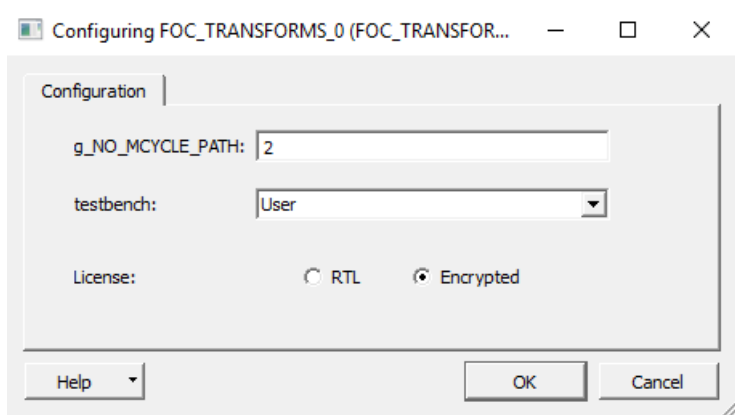 Configuring FOC_TRANSFORMS_0 (FOC_TRANSFOR...
Configuration
g_NO_MCYCLE_PATH: 2
testbench: User
License: RTL Encrypted
Help OK Cancel